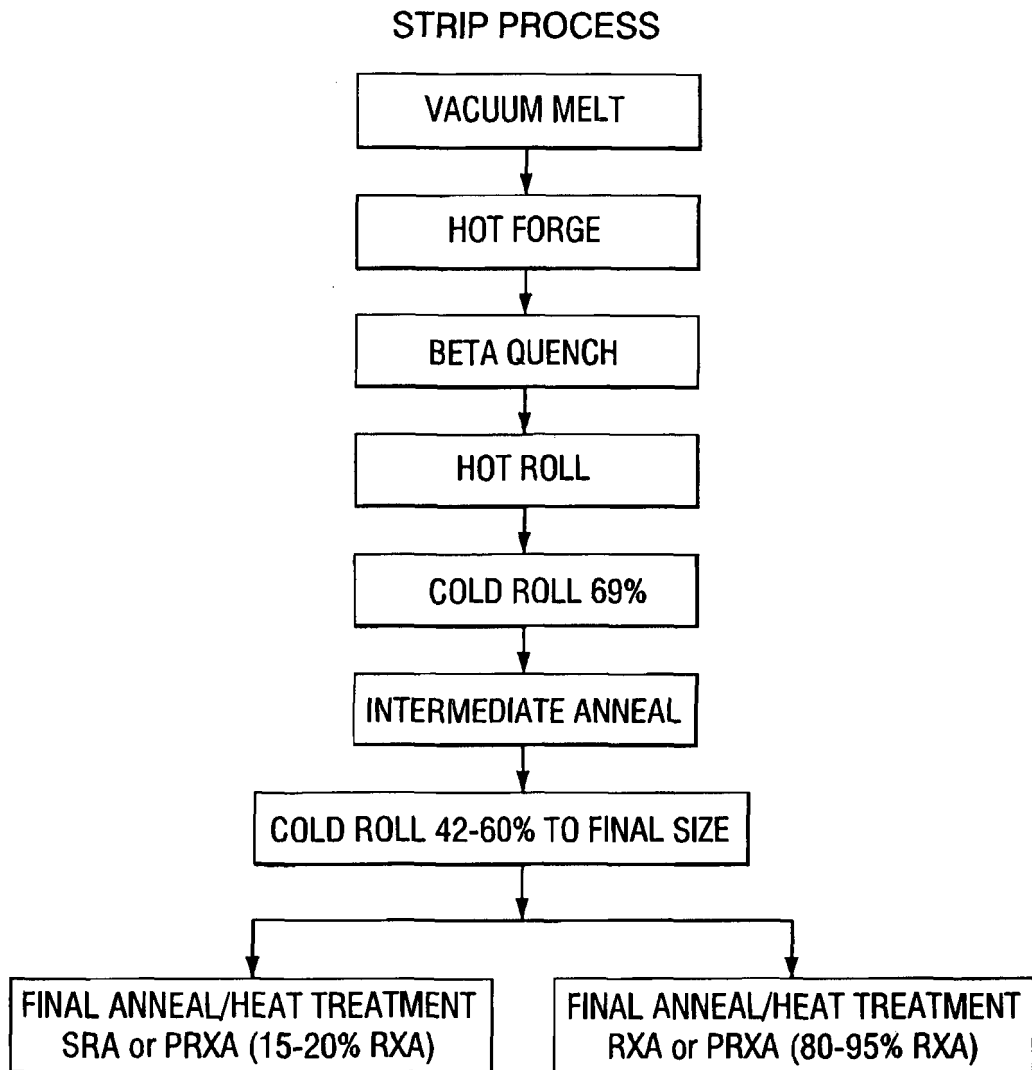 STRIP PROCESS
VACUUM MELT
HOT FORGE
BETA QUENCH
HOT ROLL
COLD ROLL 69%
INTERMEDIATE ANNEAL
COLD ROLL 42-60% TO FINAL SIZE
FINAL ANNEAL/HEAT TREATMENT
SRA or PRXA (15-20% RXA)
FINAL ANNEAL/HEAT TREATMENT
RXA or PRXA (80-95% RXA)